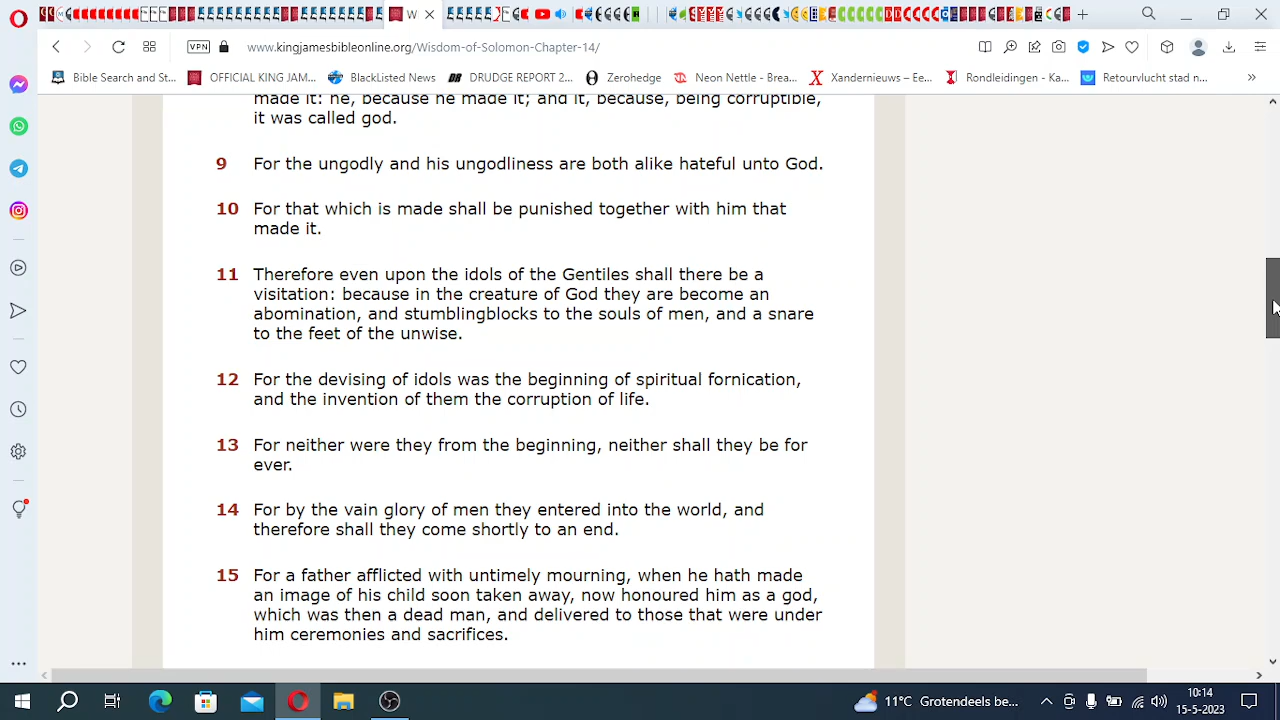 W
www.kingjamesbibleonline.org/Wisdom-of-Solomon-Chapter-14/
VPN
Bible Search and St...
OFFICIAL KING JAM...
BlackListed News
DRUDGE REPORT 2...
Zerohedge
Neon Nettle - Brea...
Xandernieuws – Ee...
Rondleidingen - Ka...
Retourvlucht stad n...
made it: he, because he made it; and it, because, being corruptible,
it was called god.
9 For the ungodly and his ungodliness are both alike hateful unto God.
10 For that which is made shall be punished together with him that
made it.
11 Therefore even upon the idols of the Gentiles shall there be a
visitation: because in the creature of God they are become an
abomination, and stumblingblocks to the souls of men, and a snare
to the feet of the unwise.
12 For the devising of idols was the beginning of spiritual fornication,
and the invention of them the corruption of life.
13 For neither were they from the beginning, neither shall they be for
ever.
14 For by the vain glory of men they entered into the world, and
therefore shall they come shortly to an end.
15 For a father afflicted with untimely mourning, when he hath made
an image of his child soon taken away, now honoured him as a god,
which was then a dead man, and delivered to those that were under
him ceremonies and sacrifices.
11°C Grotendeels be...
10:14
15-5-2023